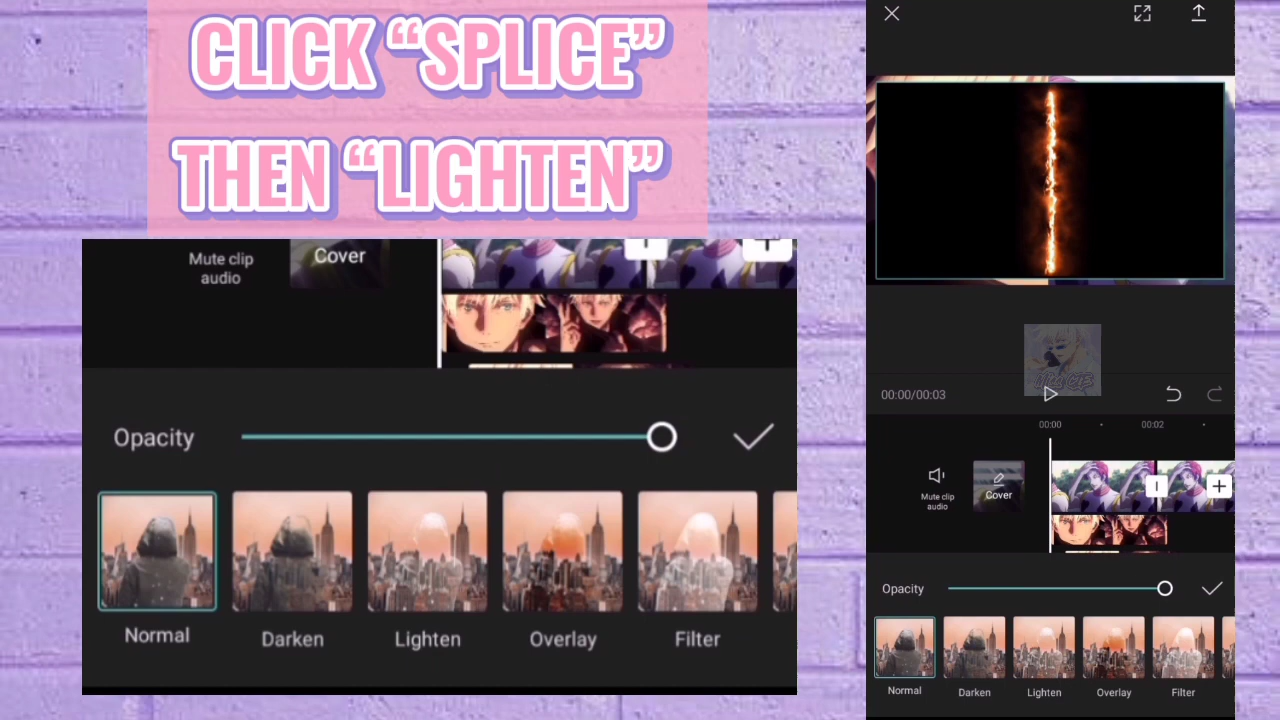 CLICK “SPLICE”
THEN “LIGHTEN”
Mute clip
audio
Cover
Opacity
Normal
Darken
Lighten
Overlay
Filter
00:00/00:03
00:00
00:02
Mute clip
audio
Cover
Opacity
Normal
Darken
Lighten
Overlay
Filter